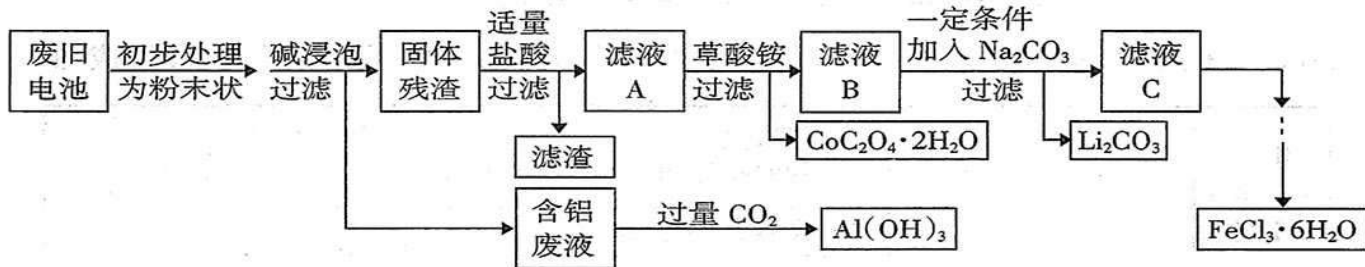 废旧
电池
初步处理
为粉末状
碱浸泡
过滤
固体
残渣
适量
盐酸
过滤
滤液
A
草酸铵
过滤
滤液
B
一定条件
加入 Na₂CO₃
过滤
滤液
C
滤渣
CoC₂O₄·2H₂O
Li₂CO₃
含铝
废液
过量 CO₂
Al(OH)₃
FeCl₃·6H₂O